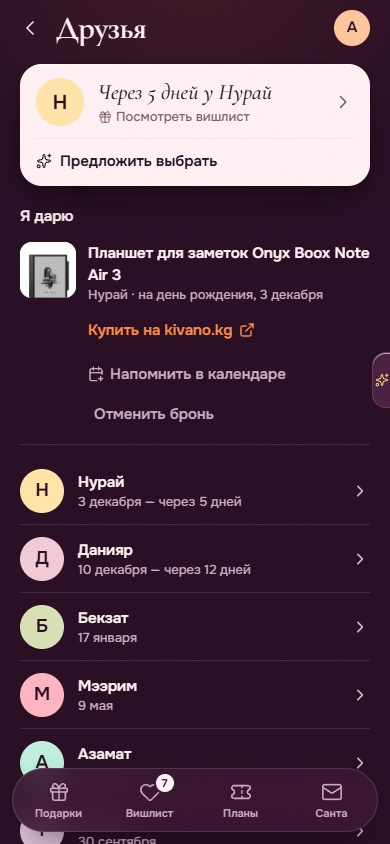 Друзья
А
Н
Через 5 дней у Нурай
Посмотреть вишлист
Предложить выбрать
Я дарю
Планшет для заметок Onyx Boox Note
Air 3
Нурай · на день рождения, 3 декабря
Купить на kivano.kg
Напомнить в календаре
Отменить бронь
Н
Нурай
3 декабря — через 5 дней
Д
Данияр
10 декабря — через 12 дней
Б
Бекзат
17 января
М
Мээрим
9 мая
А
Азамат
7
Подарки
Вишлист
Планы
Санта
30 сентября